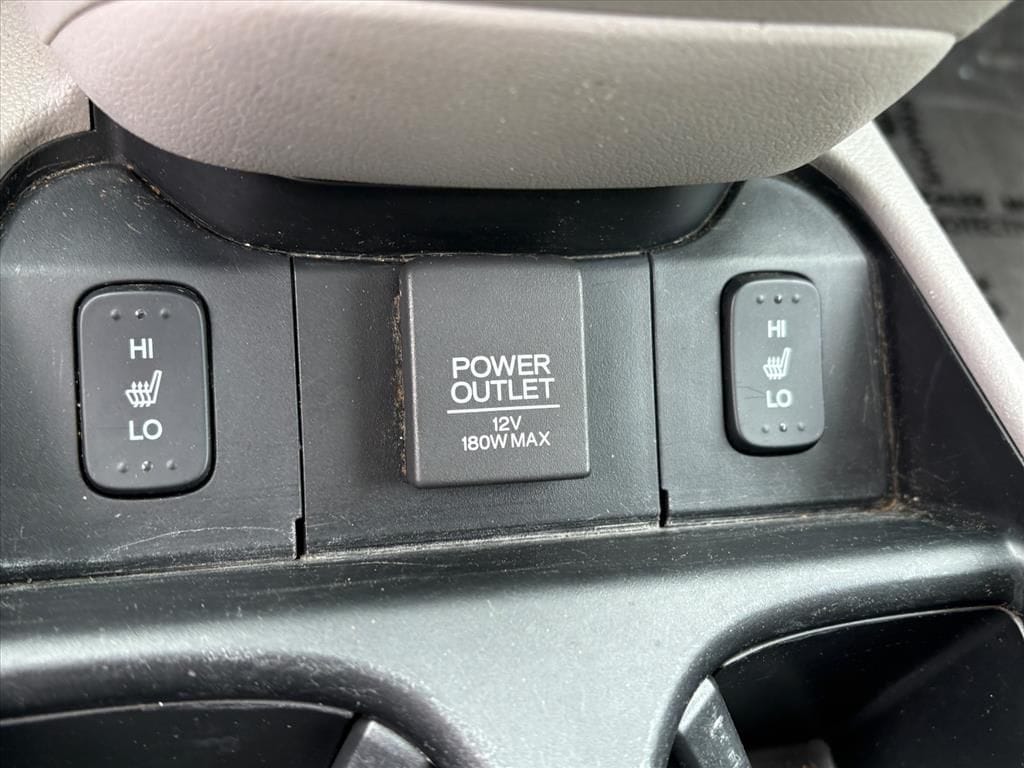 HI
LO
POWER
OUTLET
12V
180W MAX
HI
LO